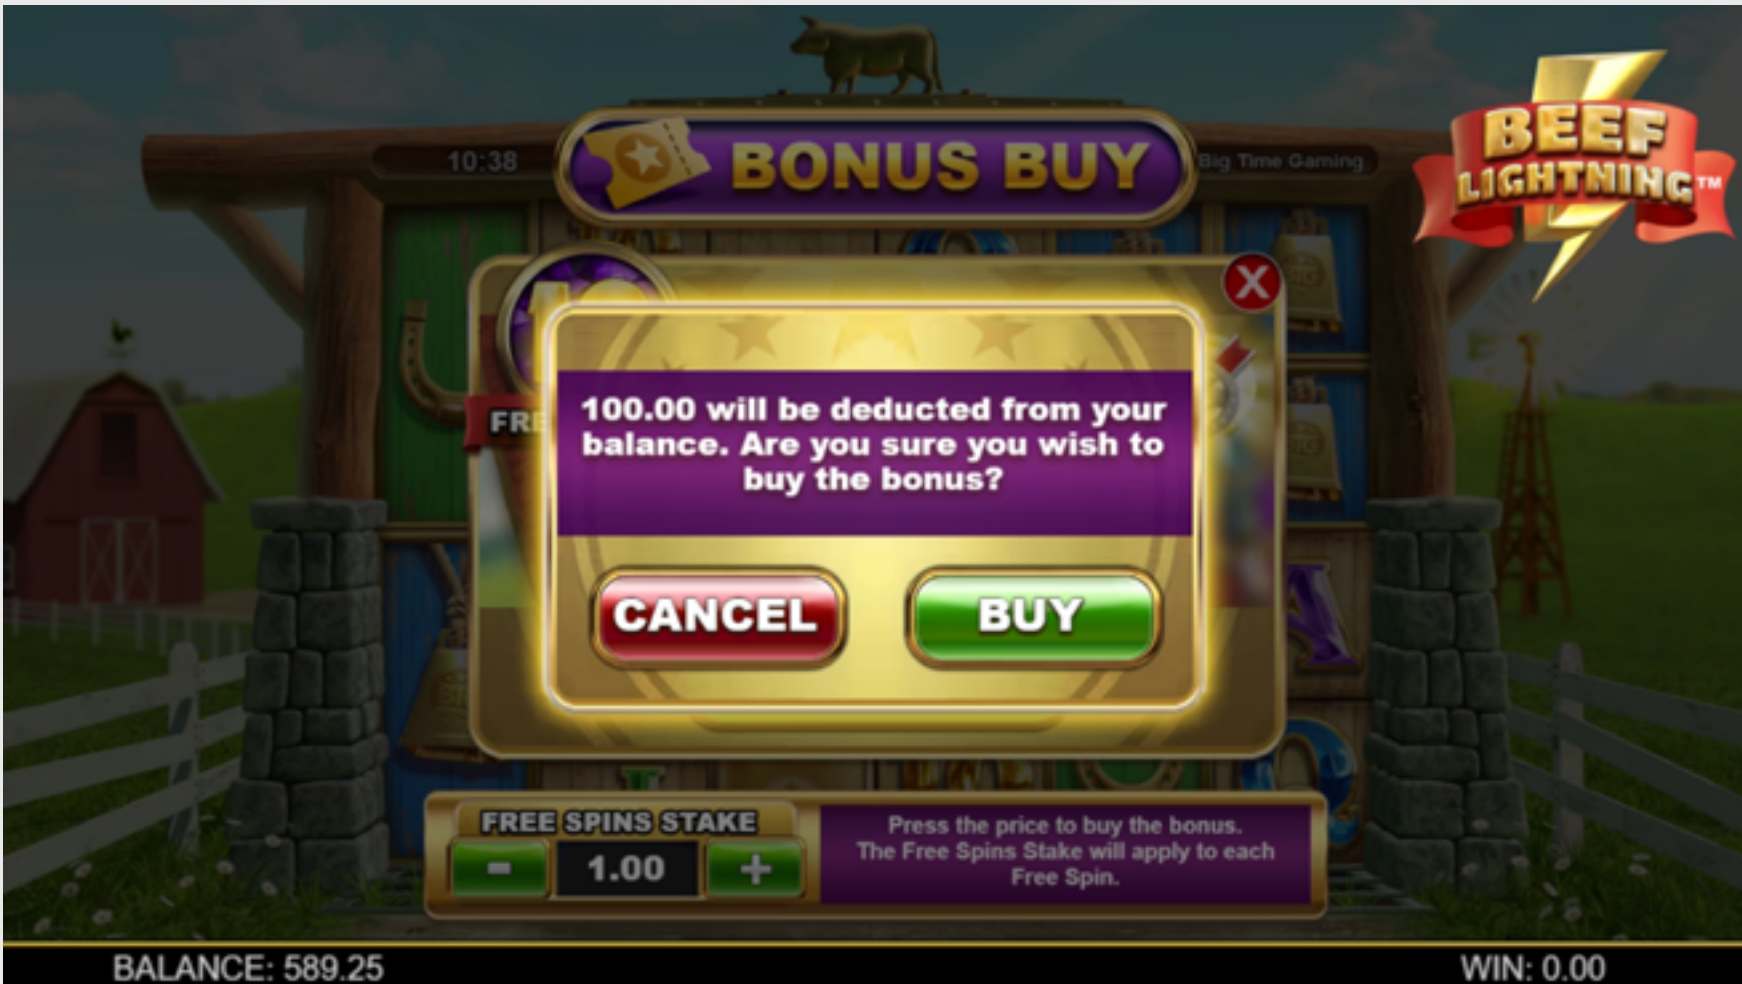 10:38
BONUS BUY
Big Time Gaming
BEEF
LIGHTNING™
X
100.00 will be deducted from your
balance. Are you sure you wish to
buy the bonus?
CANCEL
BUY
FREE SPINS STAKE
-
1.00
+
Press the price to buy the bonus.
The Free Spins Stake will apply to each
Free Spin.
BALANCE: 589.25
WIN: 0.00